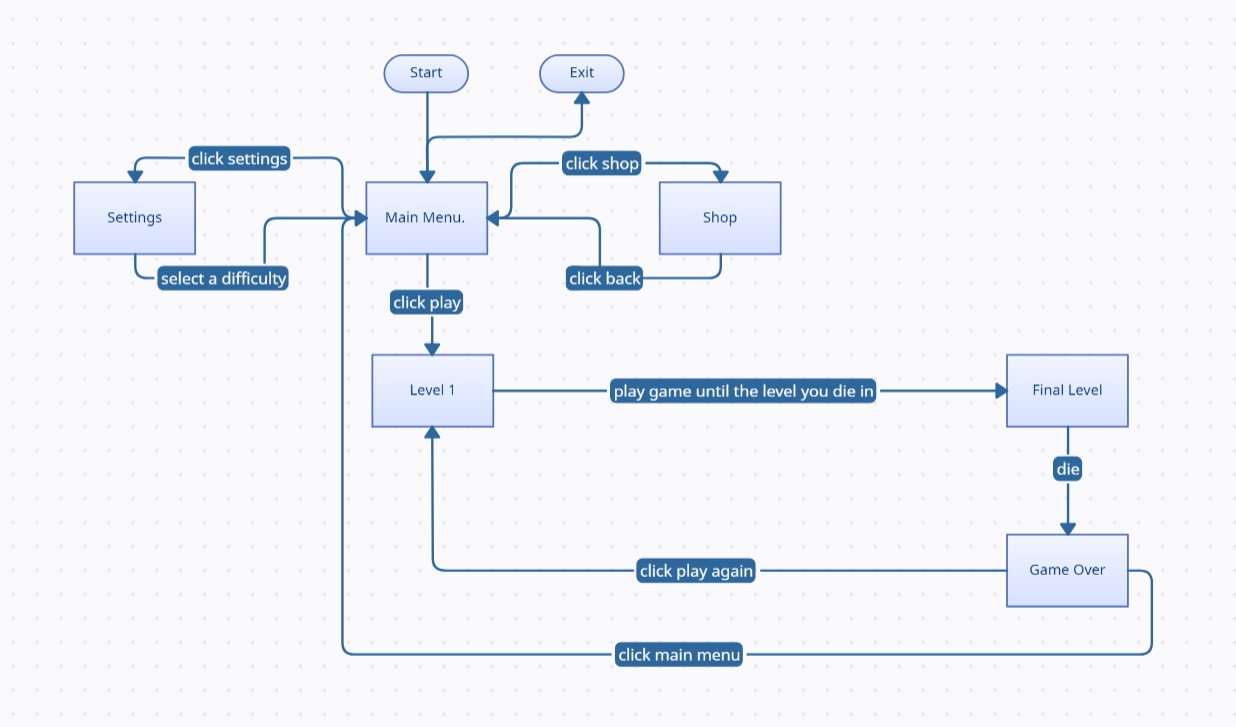 Start
Exit
click settings
click shop
Settings
Main Menu.
Shop
select a difficulty
click back
click play
Level 1
play game until the level you die in
Final Level
die
Game Over
click play again
click main menu